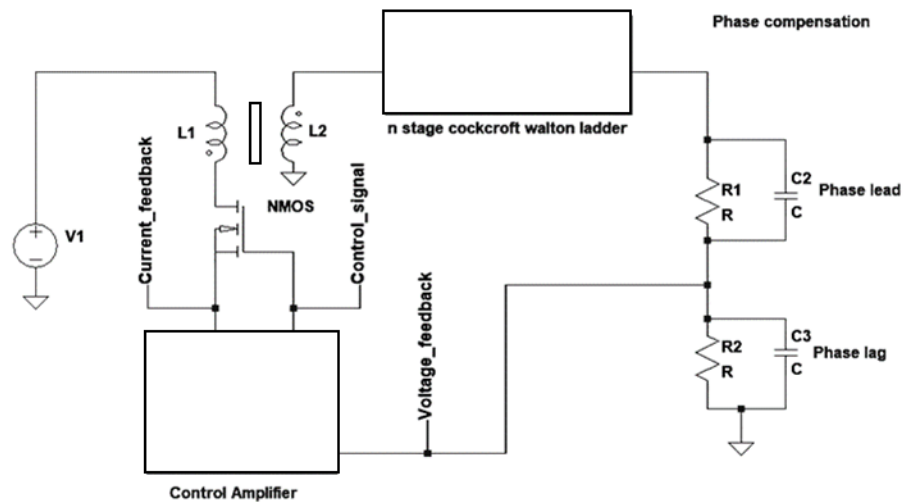 Phase compensation
L1
L2
n stage cockcroft walton ladder
V1
Current_feedback
NMOS
Control_signal
R1
R
C2
C
Phase lead
Voltage_feedback
R2
R
C3
C
Phase lag
Control Amplifier